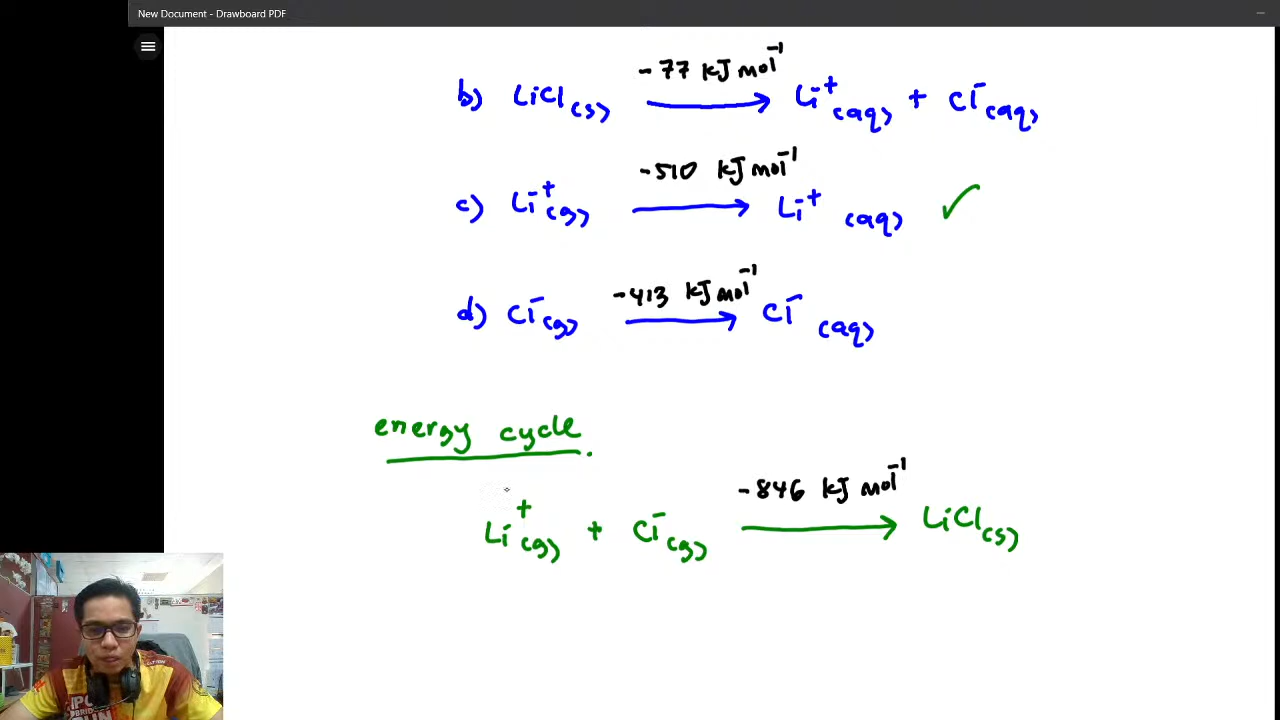 New Document - Drawboard PDF
-77 kJ mol⁻¹
b) LiCl(s) → Li⁺(aq) + Cl⁻(aq)
-510 kJ mol⁻¹
c) Li⁺(g) → Li⁺(aq) ✓
-413 kJ mol⁻¹
d) Cl⁻(g) → Cl⁻(aq)
energy cycle.
-846 kJ mol⁻¹
Li⁺(g) + Cl⁻(g) → LiCl(s)